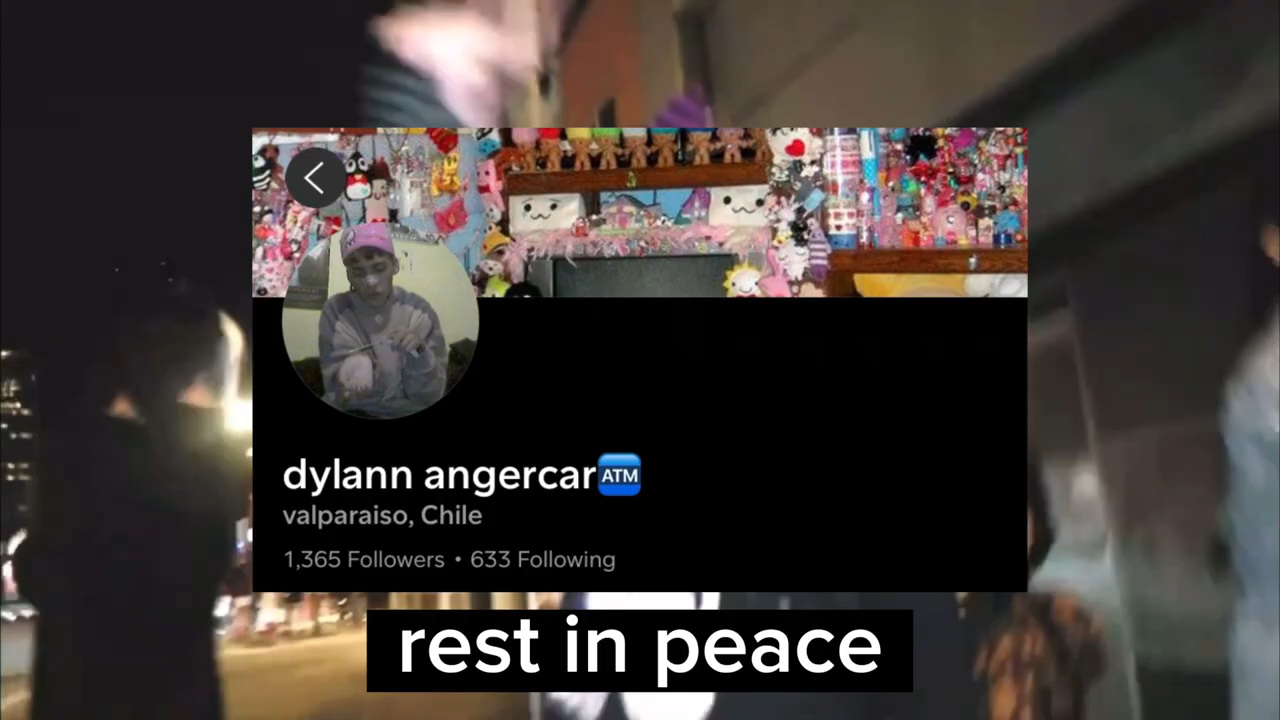 dylann angercar🏧
valparaiso, Chile
1,365 Followers • 633 Following
rest in peace